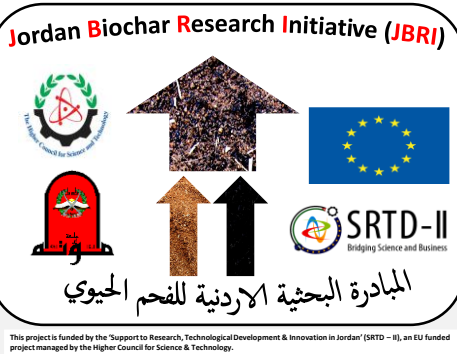 Jordan Biochar Research Initiative (JBRI)
The Higher Council for Science and Technology
مؤتة
SRTD-II
Bridging Science and Business
المبادرة البحثية الاردنية للفحم الحيوي
This project is funded by the ‘Support to Research, Technological Development & Innovation in Jordan’ (SRTD – II), an EU funded
project managed by the Higher Council for Science & Technology.